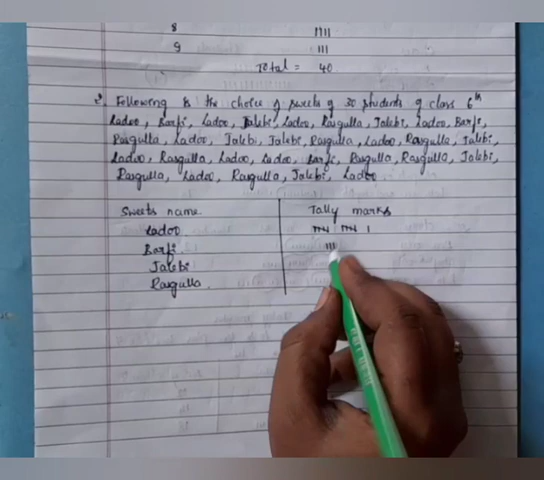 8 𝍸
9 |||
Total = 40
2. Following is the choice of sweets of 30 students of class 6th
Ladoo, Barfi, Ladoo, Jalebi, Ladoo, Rasgulla, Jalebi, Ladoo, Barfi,
Rasgulla, Ladoo, Jalebi, Jalebi, Rasgulla, Ladoo, Rasgulla, Jalebi,
Ladoo, Rasgulla, Ladoo, Ladoo, Barfi, Rasgulla, Rasgulla, Jalebi,
Rasgulla, Ladoo, Rasgulla, Jalebi, Ladoo
Sweets name Tally marks
Ladoo 𝍸 𝍸 |
Barfi |||
Jalebi
Rasgulla